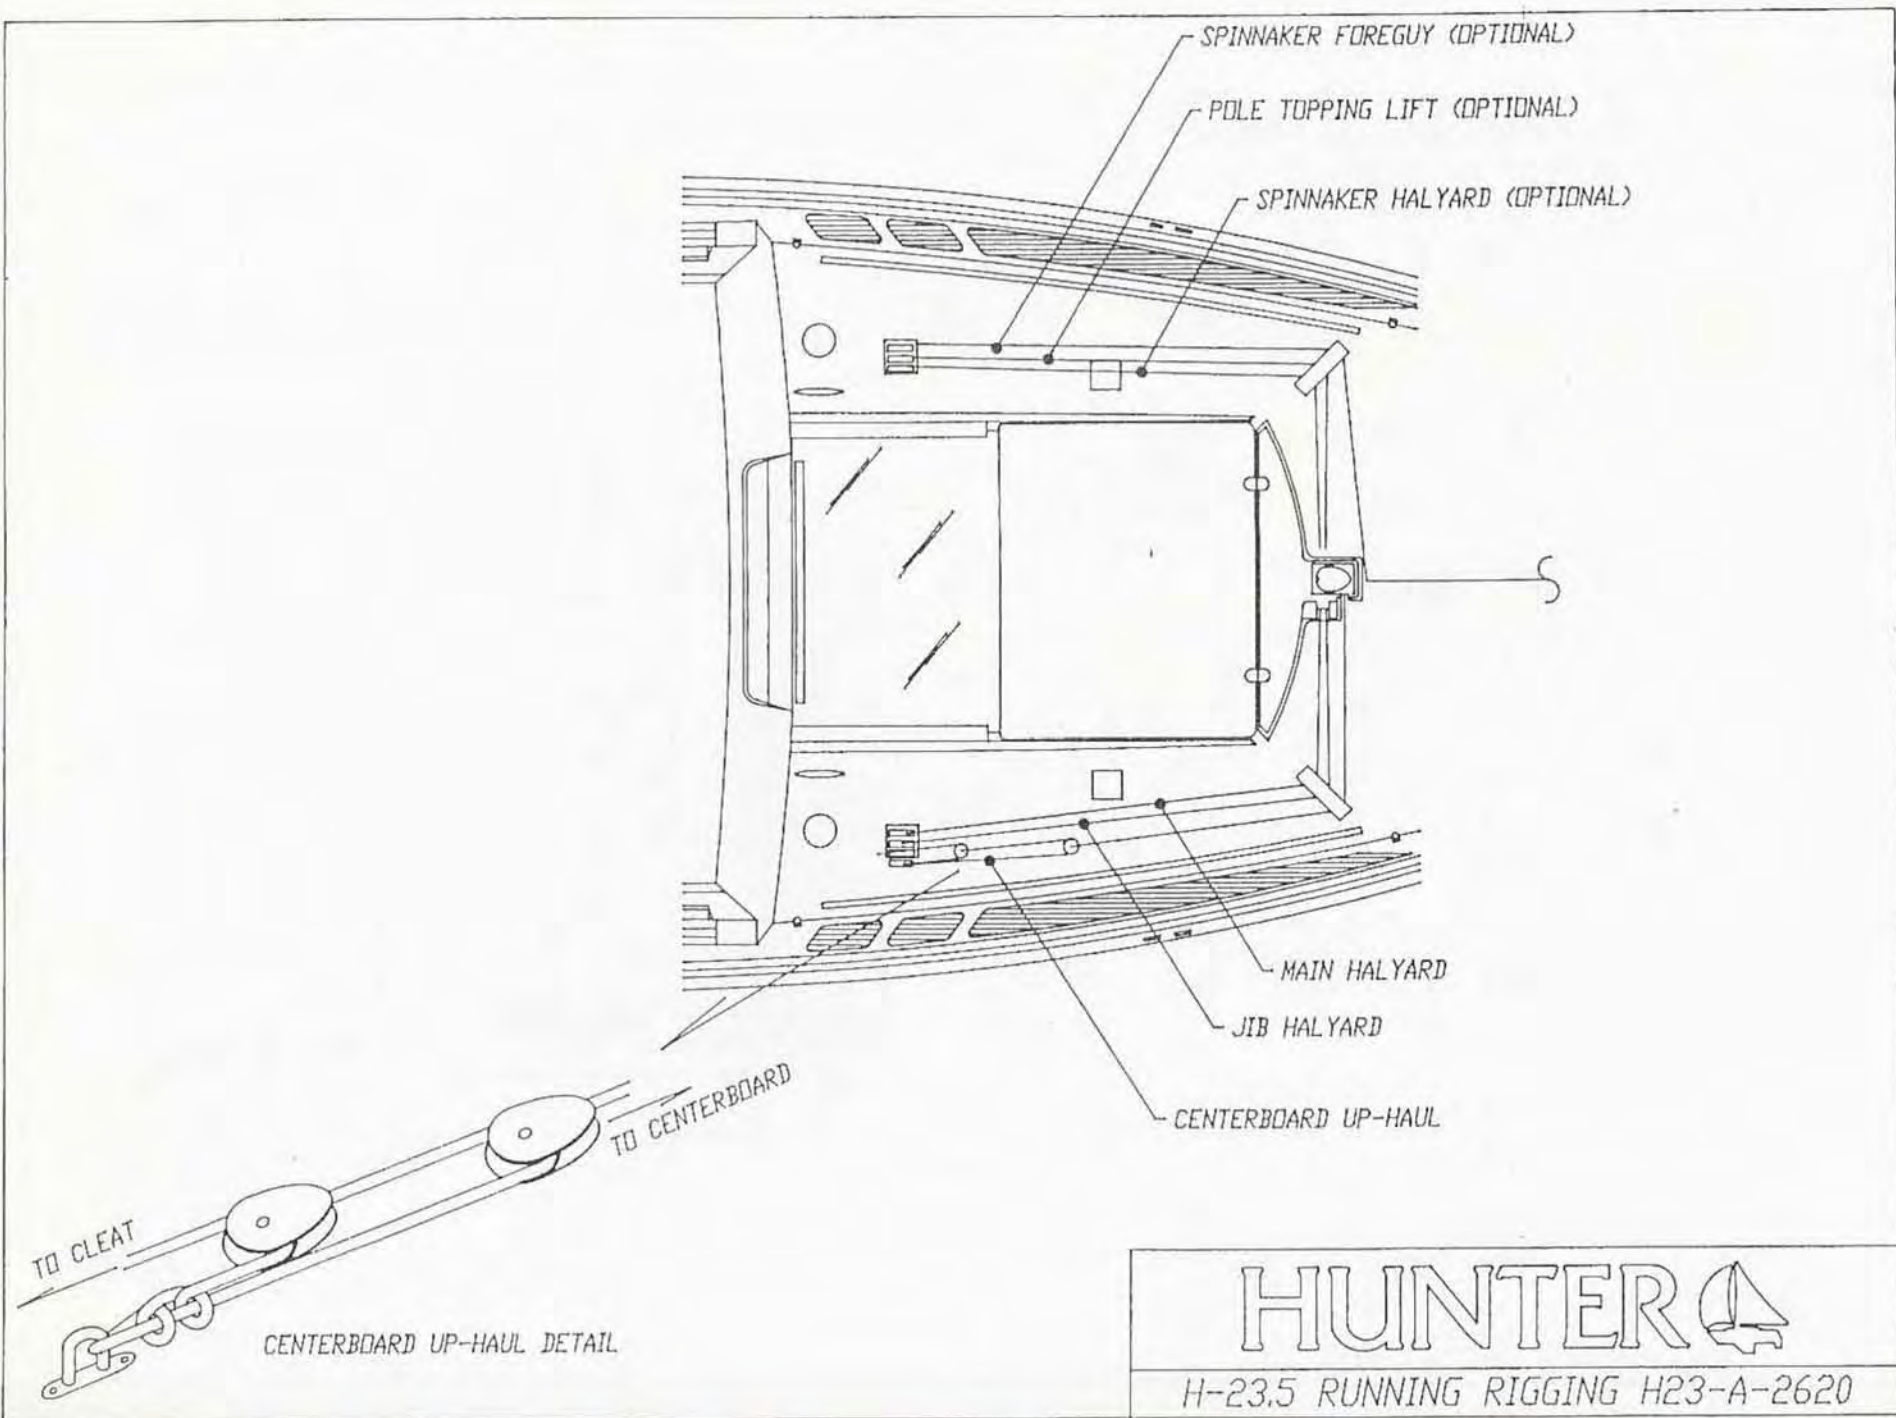 SPINNAKER FOREGUY (OPTIONAL)
POLE TOPPING LIFT (OPTIONAL)
SPINNAKER HALYARD (OPTIONAL)
MAIN HALYARD
JIB HALYARD
CENTERBOARD UP-HAUL
TO CENTERBOARD
TO CLEAT
CENTERBOARD UP-HAUL DETAIL
HUNTER
H-23.5 RUNNING RIGGING H23-A-2620